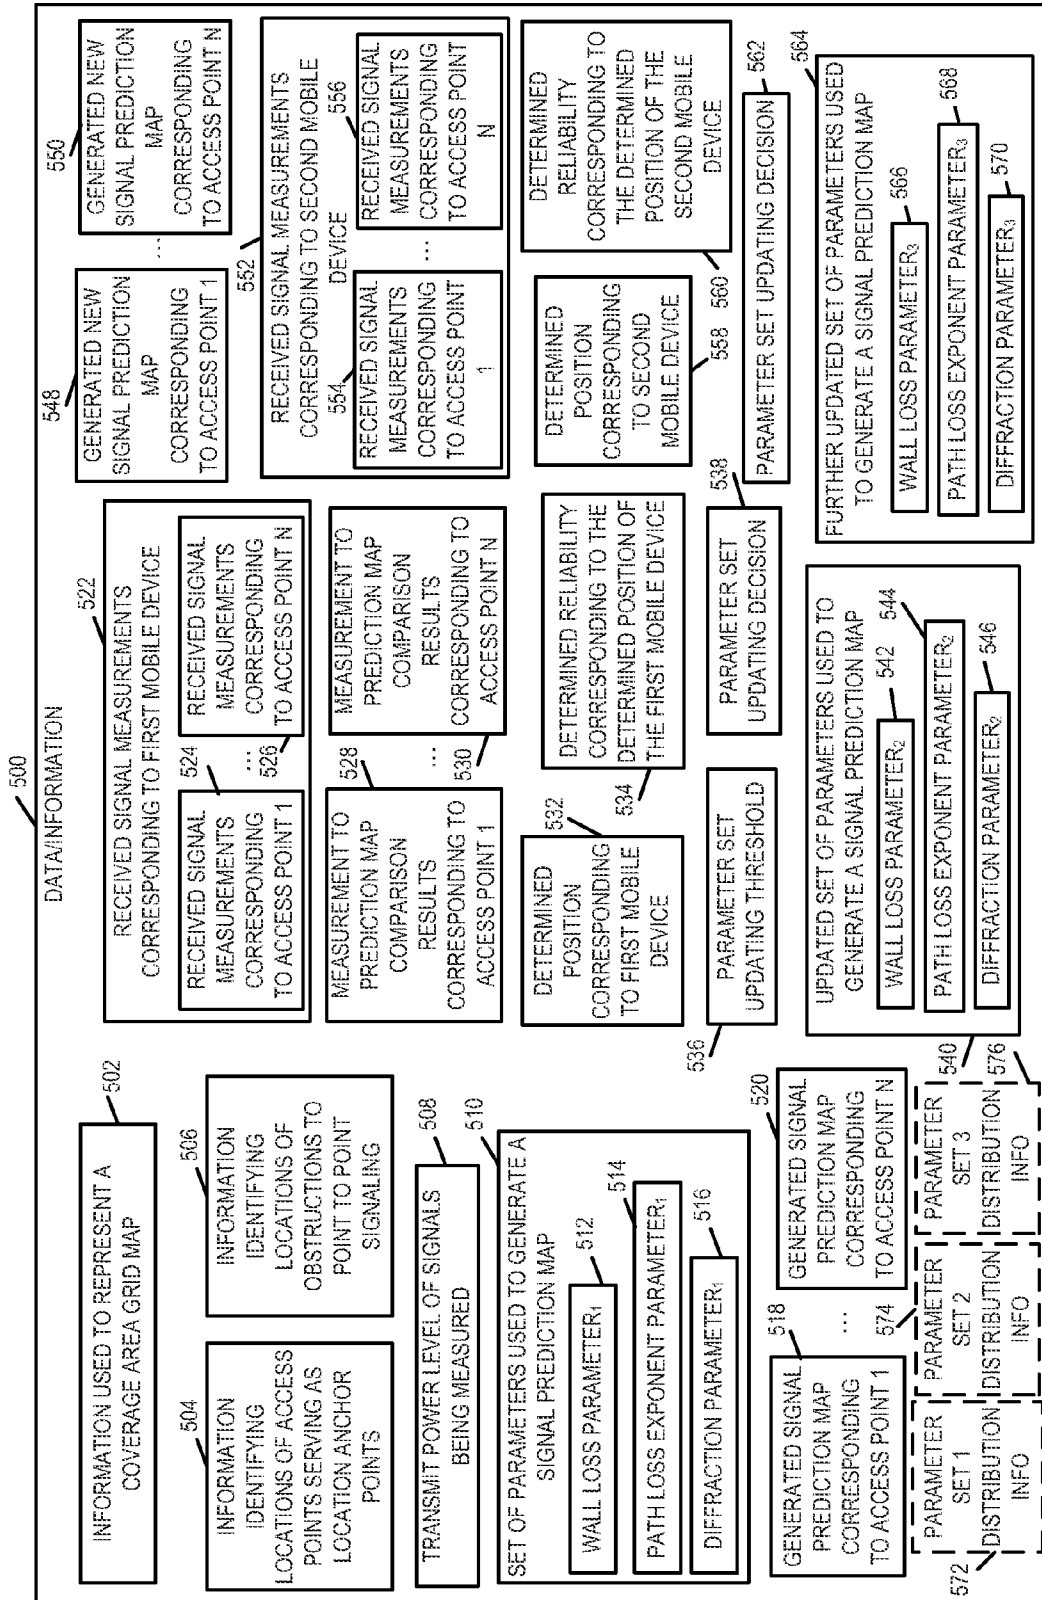 500
DATA/INFORMATION
INFORMATION USED TO REPRESENT A
COVERAGE AREA GRID MAP
502
INFORMATION
IDENTIFYING
LOCATIONS OF ACCESS
POINTS SERVING AS
LOCATION ANCHOR
POINTS
504
INFORMATION
IDENTIFYING
LOCATIONS OF
OBSTRUCTIONS TO
POINT TO POINT
SIGNALING
506
TRANSMIT POWER LEVEL OF SIGNALS
BEING MEASURED
508
SET OF PARAMETERS USED TO GENERATE A
SIGNAL PREDICTION MAP
510
WALL LOSS PARAMETER₁
512
PATH LOSS EXPONENT PARAMETER₁
514
DIFFRACTION PARAMETER₁
516
GENERATED SIGNAL
PREDICTION MAP
CORRESPONDING
TO ACCESS POINT 1
518
...
GENERATED SIGNAL
PREDICTION MAP
CORRESPONDING
TO ACCESS POINT N
520
PARAMETER
SET 1
DISTRIBUTION
INFO
572
PARAMETER
SET 2
DISTRIBUTION
INFO
574
PARAMETER
SET 3
DISTRIBUTION
INFO
576
RECEIVED SIGNAL MEASUREMENTS
CORRESPONDING TO FIRST MOBILE DEVICE
522
RECEIVED SIGNAL
MEASUREMENTS
CORRESPONDING
TO ACCESS POINT 1
524
...
RECEIVED SIGNAL
MEASUREMENTS
CORRESPONDING
TO ACCESS POINT N
526
MEASUREMENT TO
PREDICTION MAP
COMPARISON
RESULTS
CORRESPONDING TO
ACCESS POINT 1
528
...
MEASUREMENT TO
PREDICTION MAP
COMPARISON
RESULTS
CORRESPONDING TO
ACCESS POINT N
530
DETERMINED
POSITION
CORRESPONDING
TO FIRST MOBILE
DEVICE
532
DETERMINED RELIABILITY
CORRESPONDING TO THE
DETERMINED POSITION OF
THE FIRST MOBILE DEVICE
534
PARAMETER SET
UPDATING THRESHOLD
536
PARAMETER SET
UPDATING DECISION
538
UPDATED SET OF PARAMETERS USED TO
GENERATE A SIGNAL PREDICTION MAP
540
WALL LOSS PARAMETER₂
542
PATH LOSS EXPONENT PARAMETER₂
544
DIFFRACTION PARAMETER₂
546
GENERATED NEW
SIGNAL PREDICTION
MAP
CORRESPONDING
TO ACCESS POINT 1
548
...
GENERATED NEW
SIGNAL PREDICTION
MAP
CORRESPONDING
TO ACCESS POINT N
550
RECEIVED SIGNAL MEASUREMENTS
CORRESPONDING TO SECOND MOBILE
DEVICE
552
RECEIVED SIGNAL
MEASUREMENTS
CORRESPONDING
TO ACCESS POINT
1
554
...
RECEIVED SIGNAL
MEASUREMENTS
CORRESPONDING
TO ACCESS POINT
N
556
DETERMINED
POSITION
CORRESPONDING
TO SECOND
MOBILE DEVICE
558
DETERMINED
RELIABILITY
CORRESPONDING TO
THE DETERMINED
POSITION OF THE
SECOND MOBILE
DEVICE
560
PARAMETER SET UPDATING DECISION
562
FURTHER UPDATED SET OF PARAMETERS USED
TO GENERATE A SIGNAL PREDICTION MAP
564
WALL LOSS PARAMETER₃
566
PATH LOSS EXPONENT PARAMETER₃
568
DIFFRACTION PARAMETER₃
570